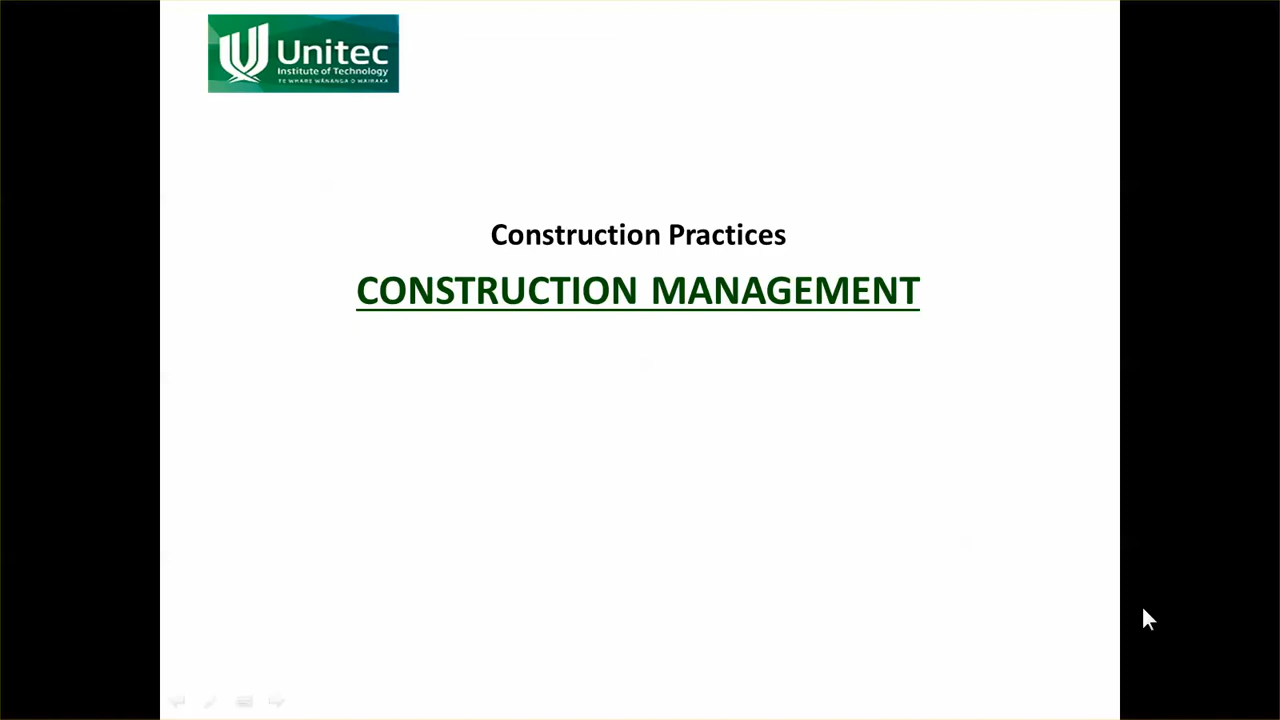 Unitec
Institute of Technology
TE WHARE WĀNANGA O WAIRAKA
Construction Practices
CONSTRUCTION MANAGEMENT